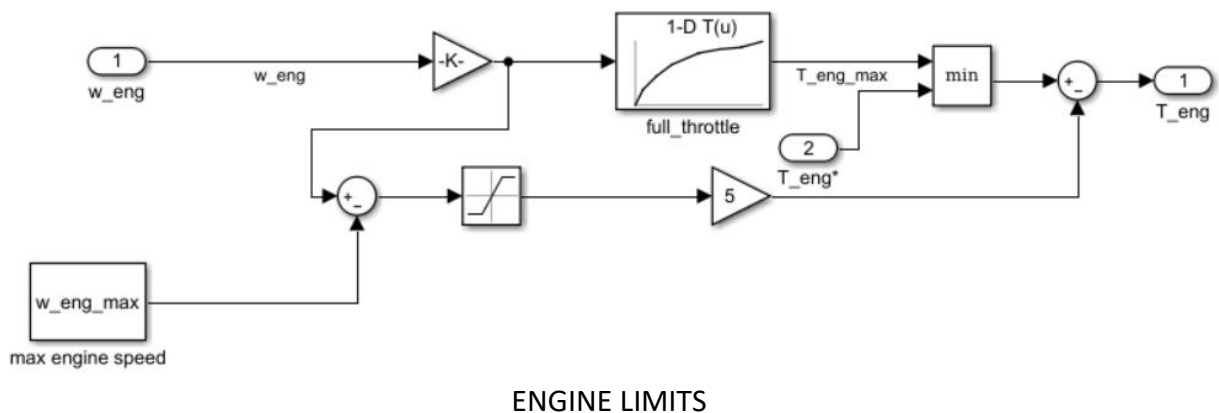 1
w_eng
w_eng
-K-
1-D T(u)
full_throttle
T_eng_max
min
2
T_eng*
+
-
1
T_eng
+
-
5
w_eng_max
max engine speed
ENGINE LIMITS